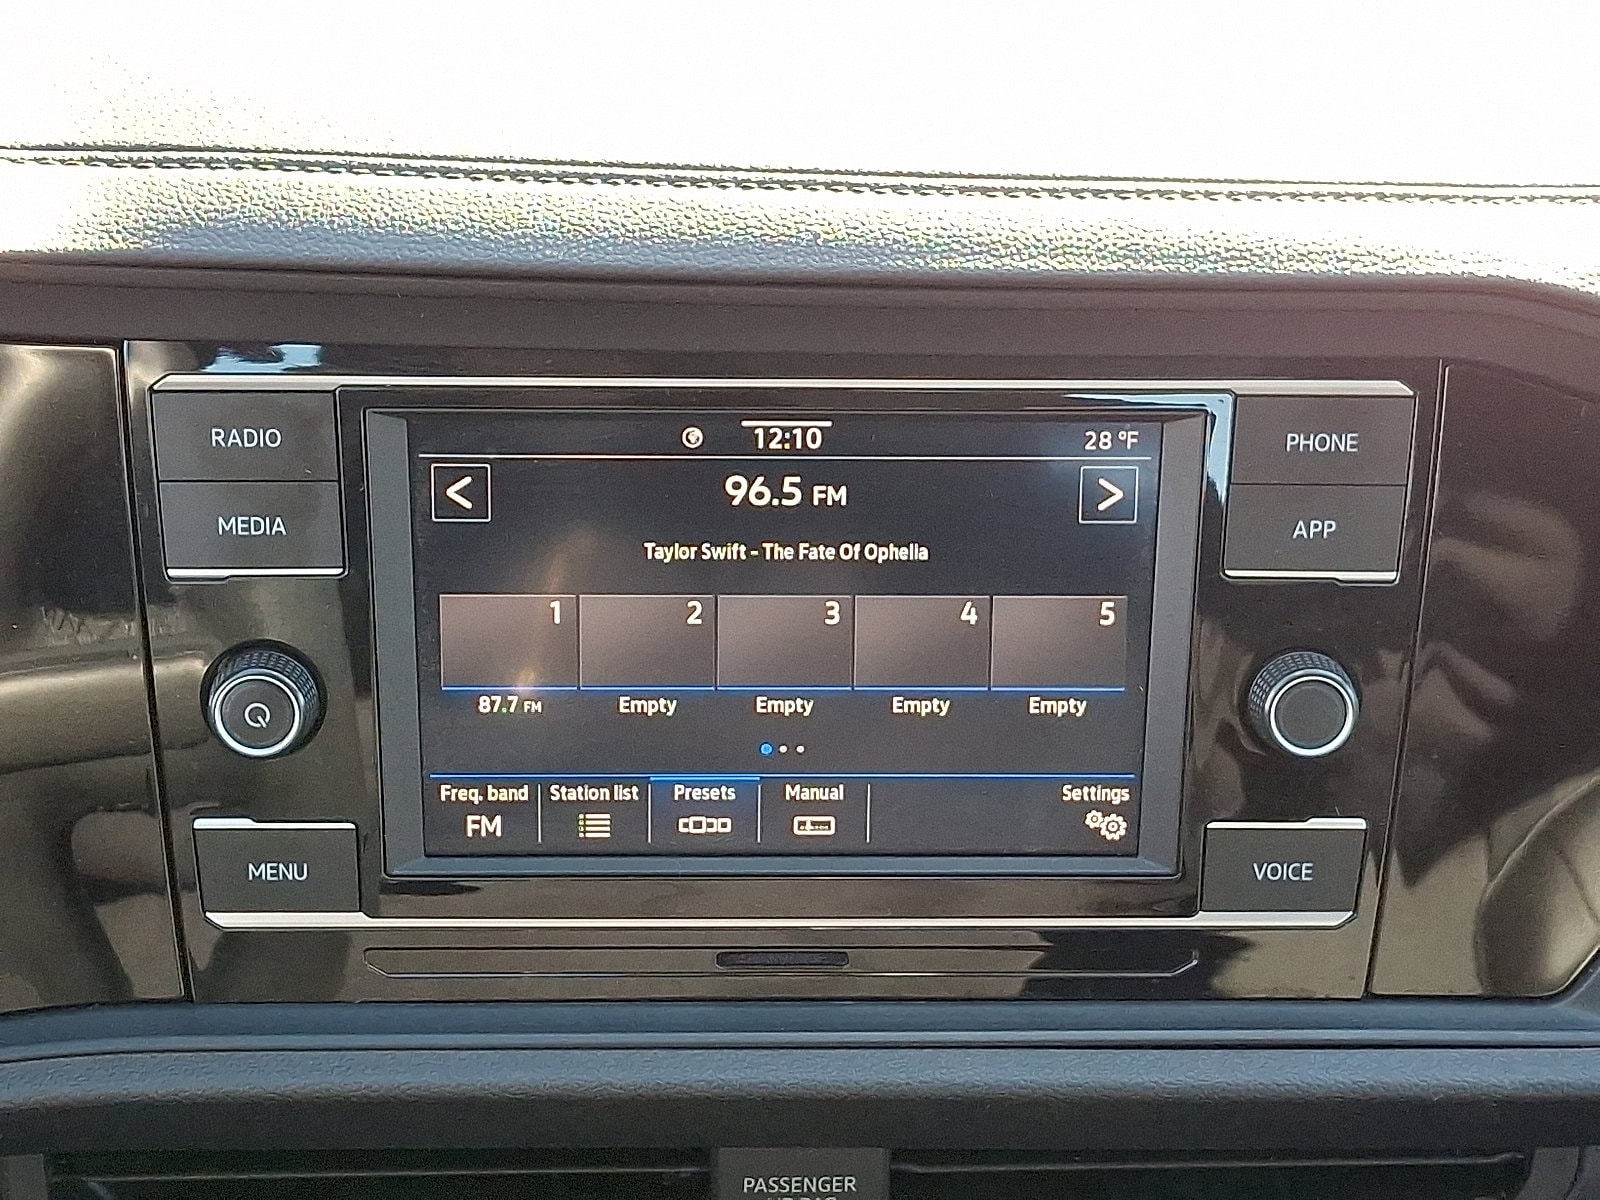 RADIO
MEDIA
MENU
12:10
28 °F
<
96.5 FM
>
Taylor Swift - The Fate Of Ophelia
1
2
3
4
5
87.7 FM
Empty
Empty
Empty
Empty
Freq. band
FM
Station list
Presets
Manual
Settings
PHONE
APP
VOICE
PASSENGER